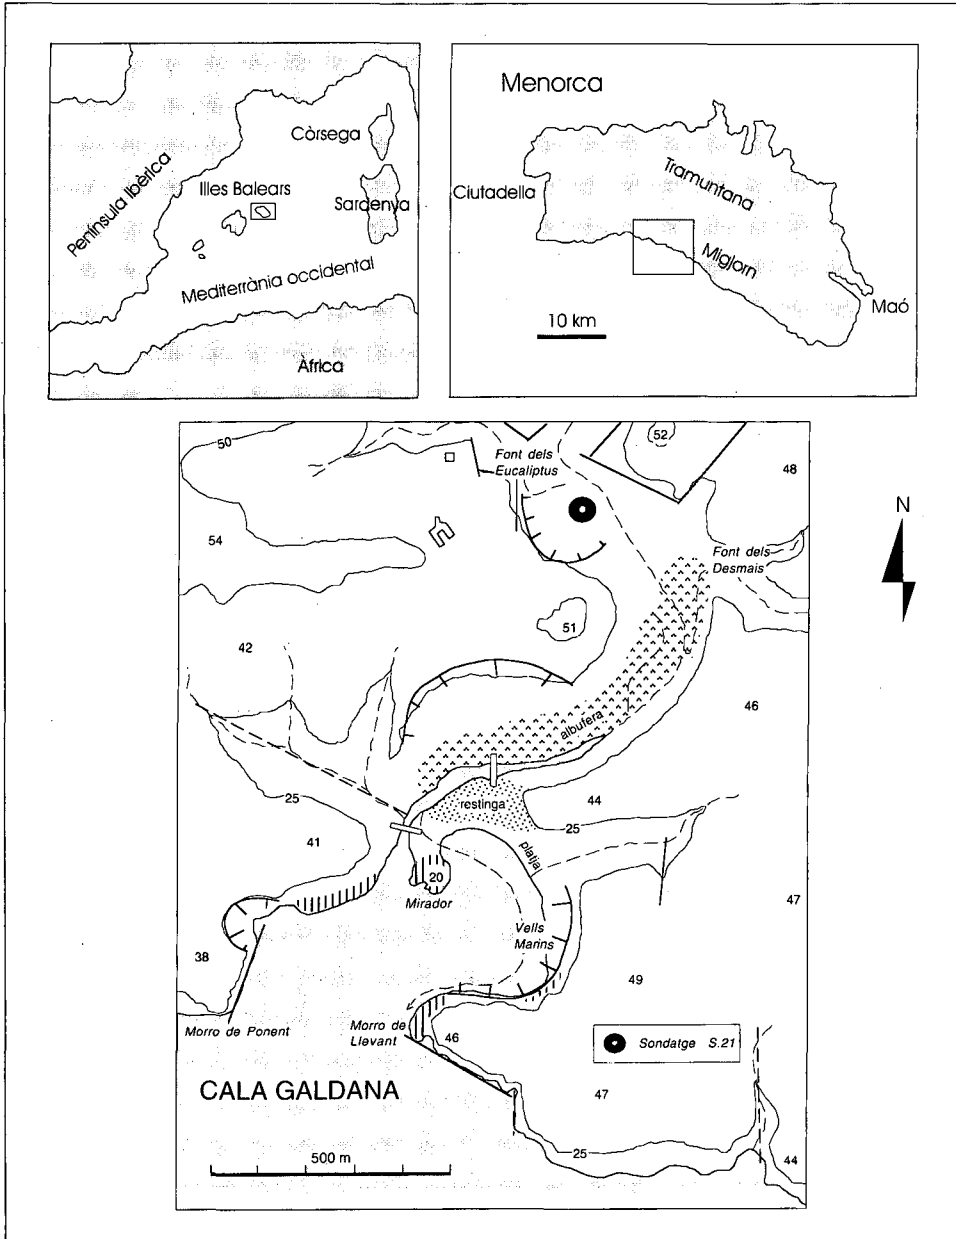 Còrsega
Península Ibèrica
Illes Balears
Sardenya
Mediterrània occidental
Àfrica
Menorca
Ciutadella
Tramuntana
Migjorn
Maó
10 km
N
50
Font dels
Eucaliptus
52
48
54
Font dels
Desmais
51
42
46
albufera
25
restinga
44
25
41
platja
20
Mirador
47
Vells
Marins
38
49
Morro de Ponent
Morro de
Llevant
46
Sondatge S.21
CALA GALDANA
47
500 m
25
44